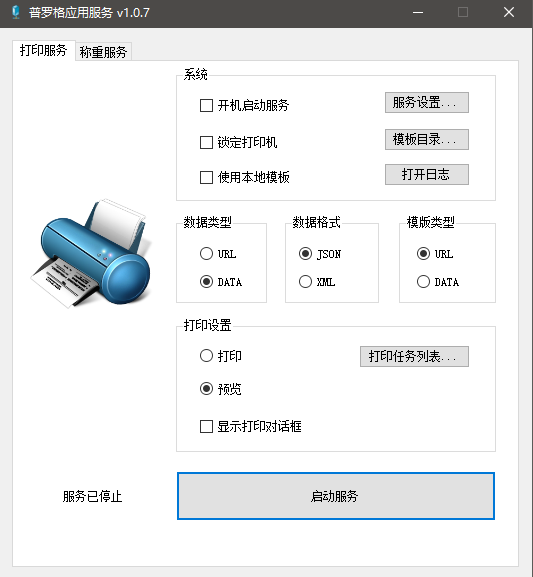 普罗格应用服务 v1.0.7
打印服务 称重服务
系统
开机启动服务 服务设置...
锁定打印机 模板目录...
使用本地模板 打开日志
数据类型 数据格式 模版类型
URL JSON URL
DATA XML DATA
打印设置
打印 打印任务列表...
预览
显示打印对话框
服务已停止 启动服务